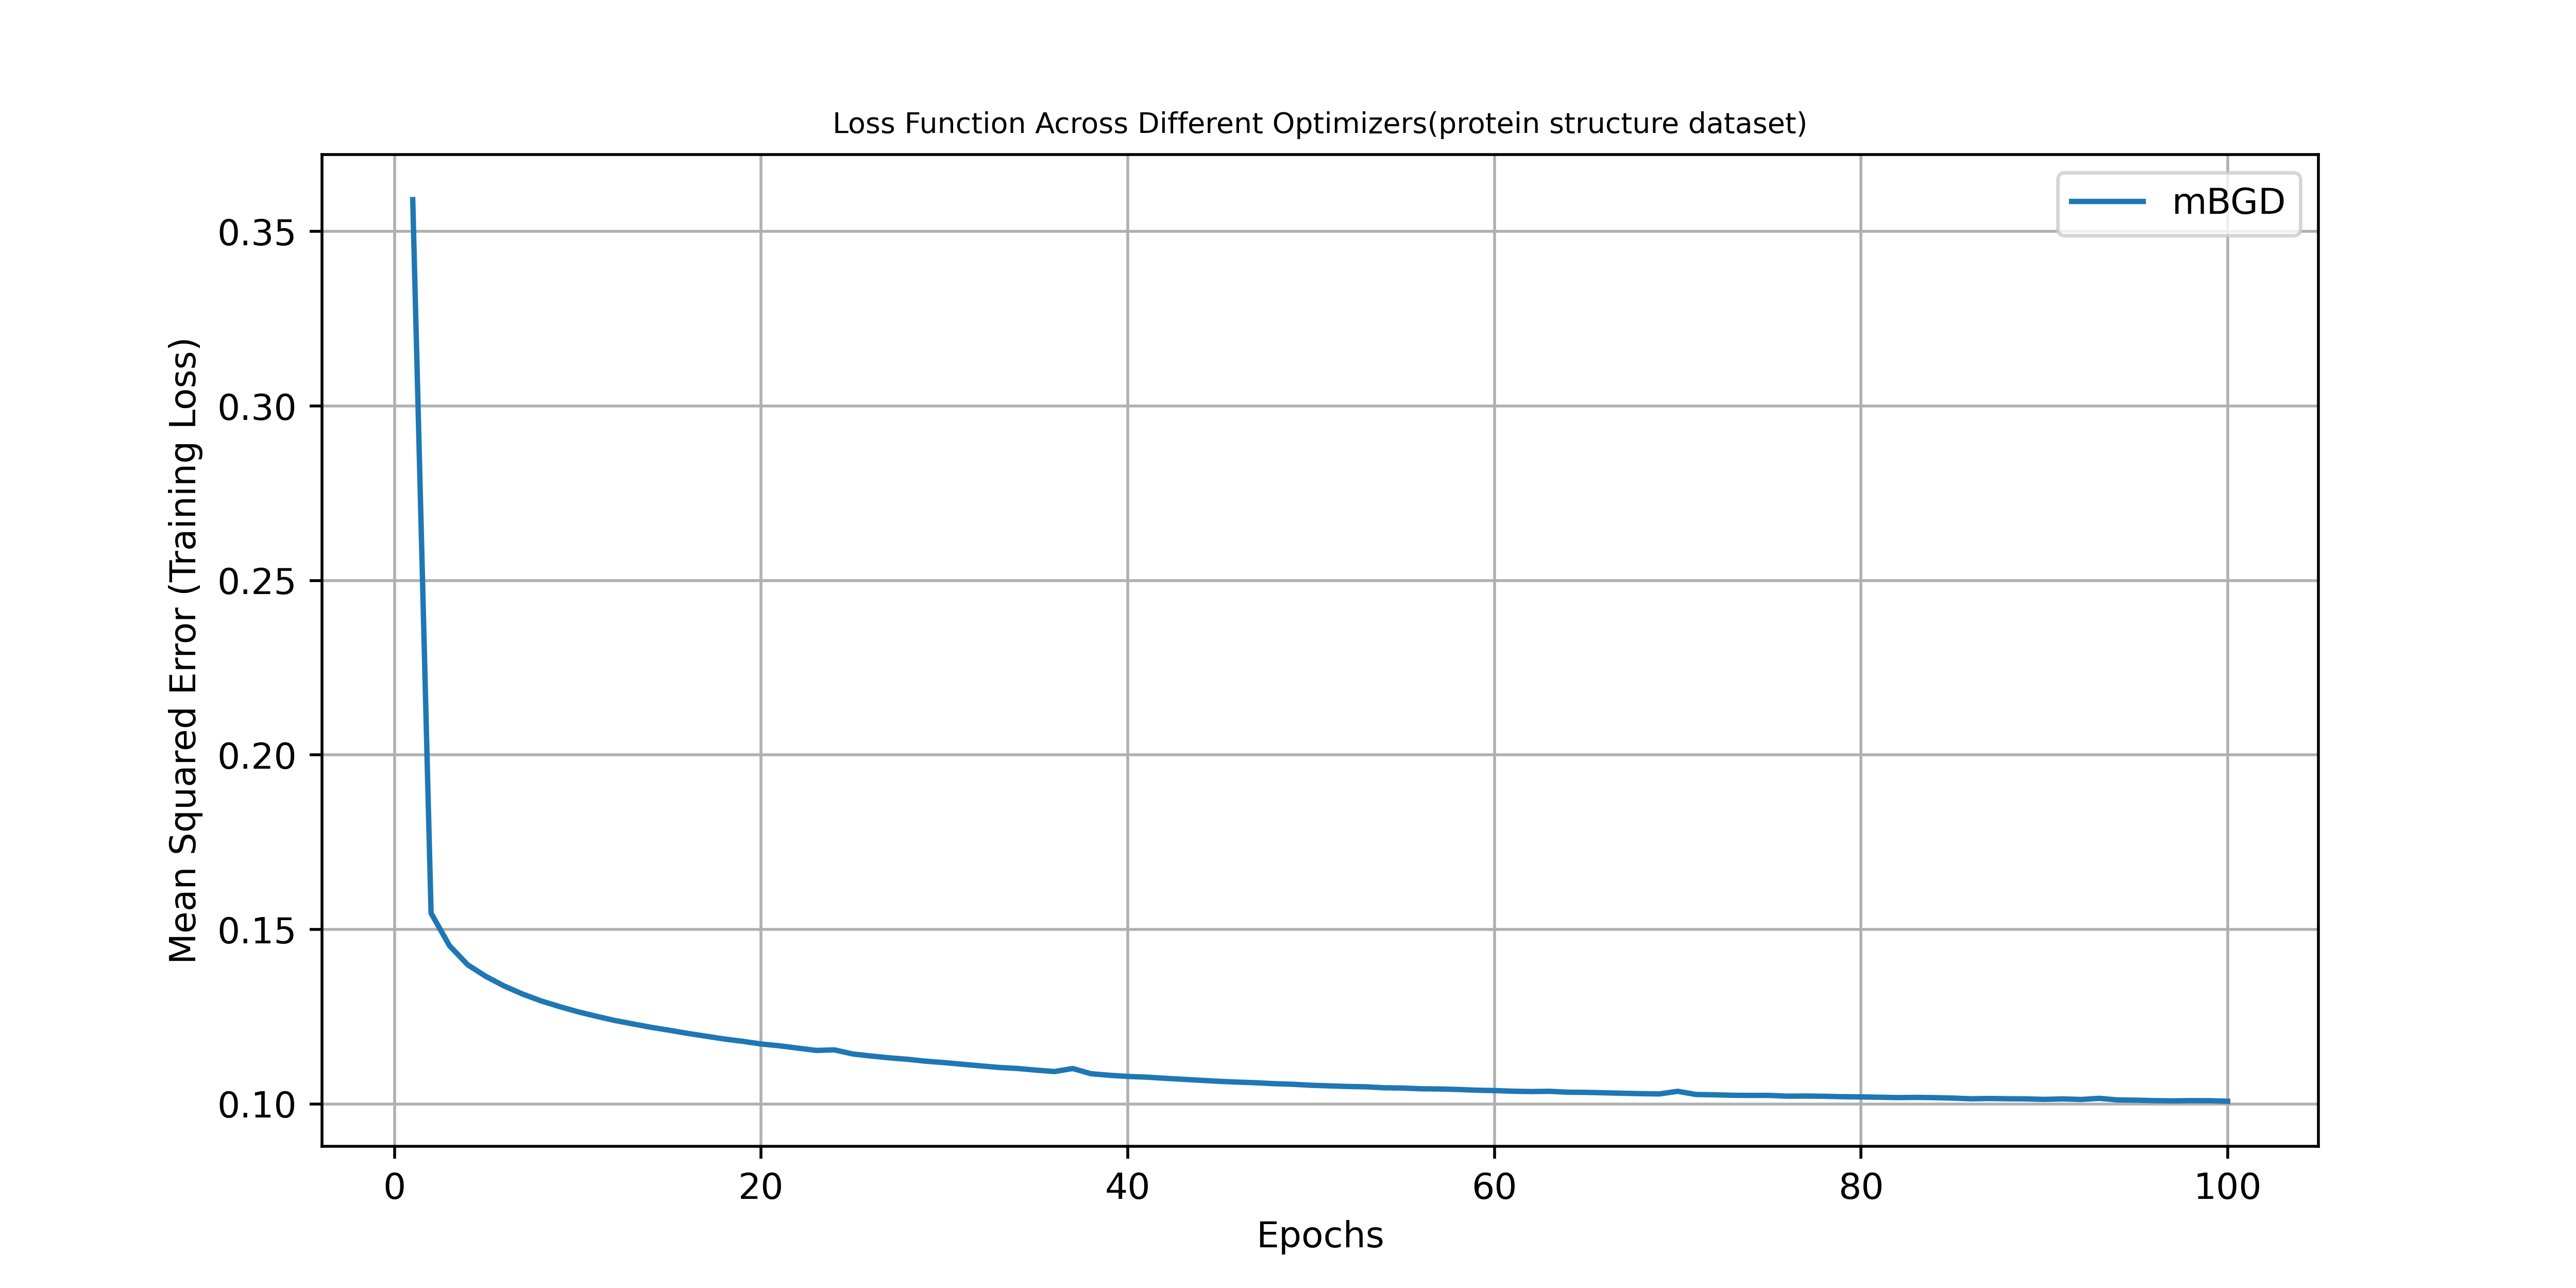 Loss Function Across Different Optimizers(protein structure dataset)
mBGD
Mean Squared Error (Training Loss)
0.35
0.30
0.25
0.20
0.15
0.10
0 20 40 60 80 100
Epochs